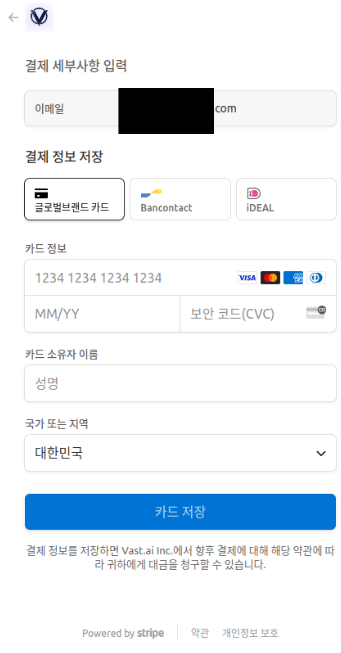 결제 세부사항 입력
이메일 com
결제 정보 저장
글로벌브랜드 카드
Bancontact
iDEAL
카드 정보
1234 1234 1234 1234
VISA
MM/YY
보안 코드(CVC)
카드 소유자 이름
성명
국가 또는 지역
대한민국
카드 저장
결제 정보를 저장하면 Vast.ai Inc.에서 향후 결제에 대해 해당 약관에 따
라 귀하에게 대금을 청구할 수 있습니다.
Powered by stripe
약관 개인정보 보호